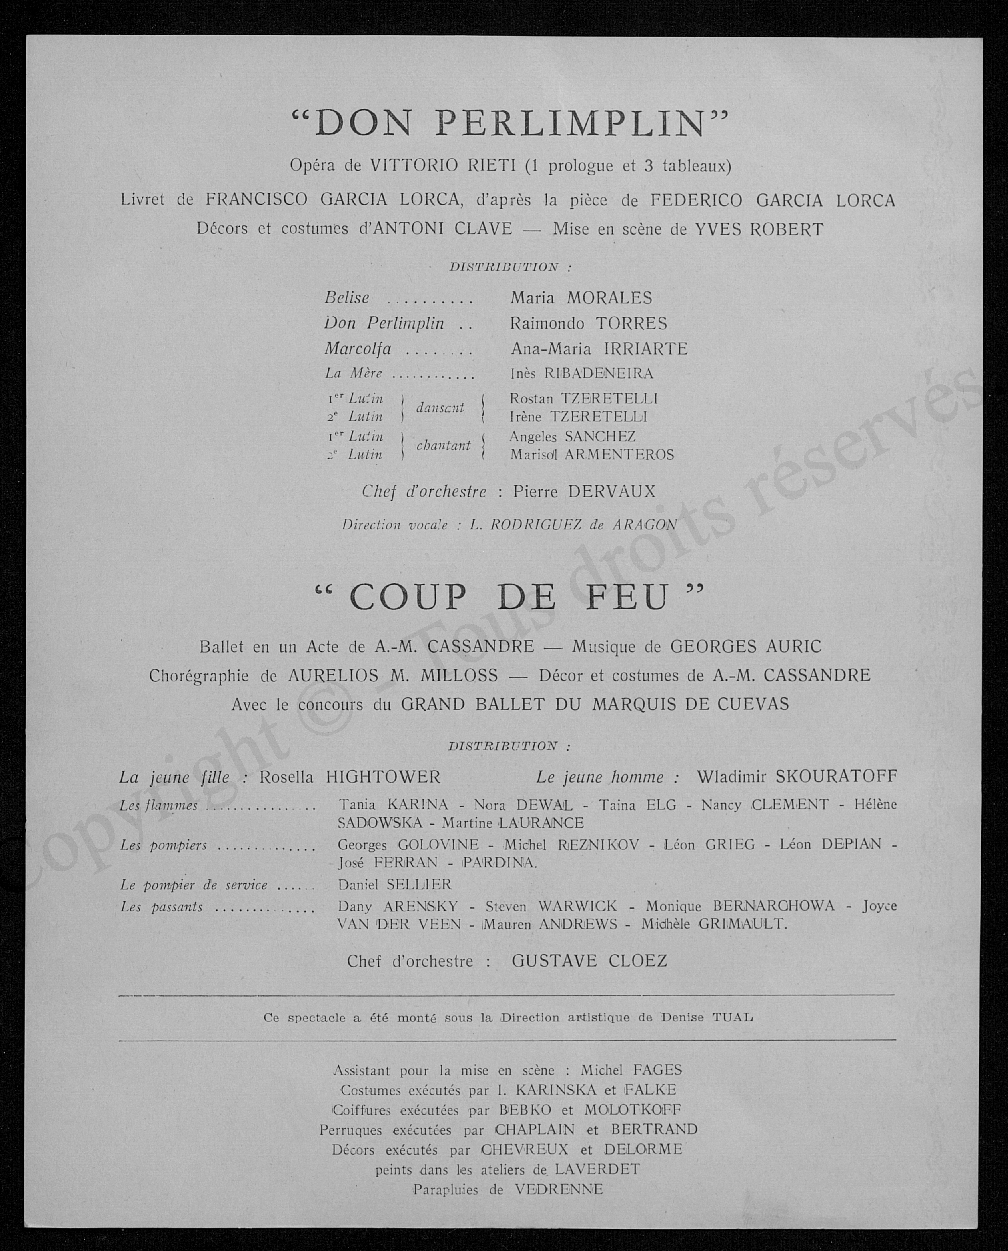 “DON PERLIMPLIN”
Opéra de VITTORIO RIETI (1 prologue et 3 tableaux)
Livret de FRANCISCO GARCIA LORCA, d'après la pièce de FEDERICO GARCIA LORCA
Décors et costumes d'ANTONI CLAVE — Mise en scène de YVES ROBERT
DISTRIBUTION :
Belise .......... Maria MORALES
Don Perlimplin .. Raimondo TORRES
Marcolfa ........ Ana-Maria IRRIARTE
La Mère ............ Inès RIBADENEIRA
1er Lutin } dansent { Rostan TZERETELLI
2e Lutin } { Irène TZERETELLI
1er Lutin } chantant { Angeles SANCHEZ
2e Lutin } { Marisol ARMENTEROS
Chef d'orchestre : Pierre DERVAUX
Direction vocale : L. RODRIGUEZ de ARAGON
“ COUP DE FEU ”
Ballet en un Acte de A.-M. CASSANDRE — Musique de GEORGES AURIC
Chorégraphie de AURELIOS M. MILLOSS — Décor et costumes de A.-M. CASSANDRE
Avec le concours du GRAND BALLET DU MARQUIS DE CUEVAS
DISTRIBUTION :
La jeune fille : Rosella HIGHTOWER Le jeune homme : Wladimir SKOURATOFF
Les flammes ................ Tania KARINA - Nora DEWAL - Taina ELG - Nancy CLEMENT - Hélène
SADOWSKA - Martine LAURANCE
Les pompiers .............. Georges GOLOVINE - Michel REZNIKOV - Léon GRIEG - Léon DEPIAN -
José FERRAN - PARDINA.
Le pompier de service ...... Daniel SELLIER
Les passants ............... Dany ARENSKY - Steven WARWICK - Monique BERNARCHOWA - Joyce
VAN DER VEEN - Mauren ANDREWS - Michèle GRIMAULT.
Chef d'orchestre : GUSTAVE CLOEZ
Ce spectacle a été monté sous la Direction artistique de Denise TUAL
Assistant pour la mise en scène : Michel FAGES
Costumes exécutés par I. KARINSKA et FALKE
Coiffures exécutées par BEBKO et MOLOTKOFF
Perruques exécutées par CHAPLAIN et BERTRAND
Décors exécutés par CHEVREUX et DELORME
peints dans les ateliers de LAVERDET
Parapluies de VEDRENNE
Copyright © - Tous droits réservés